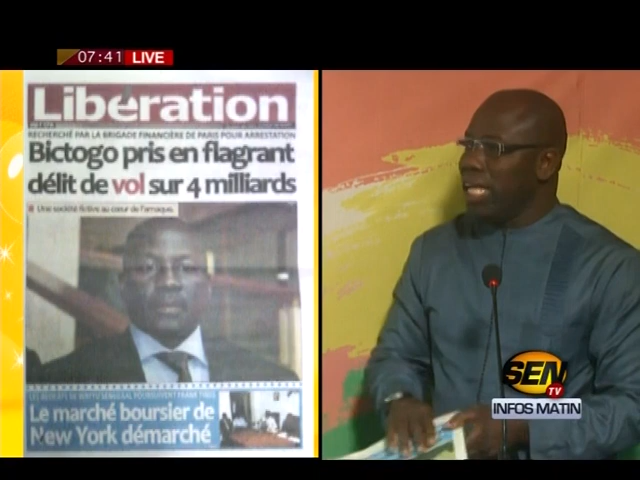 07:41 LIVE
Libération
RECHERCHÉ PAR LA BRIGADE FINANCIÈRE DE PARIS POUR ARRESTATION
Bictogo pris en flagrant
délit de vol sur 4 milliards
Une société fictive au cœur de l'arnaque
Le marché boursier de
New York démarché
SEN
TV
INFOS MATIN